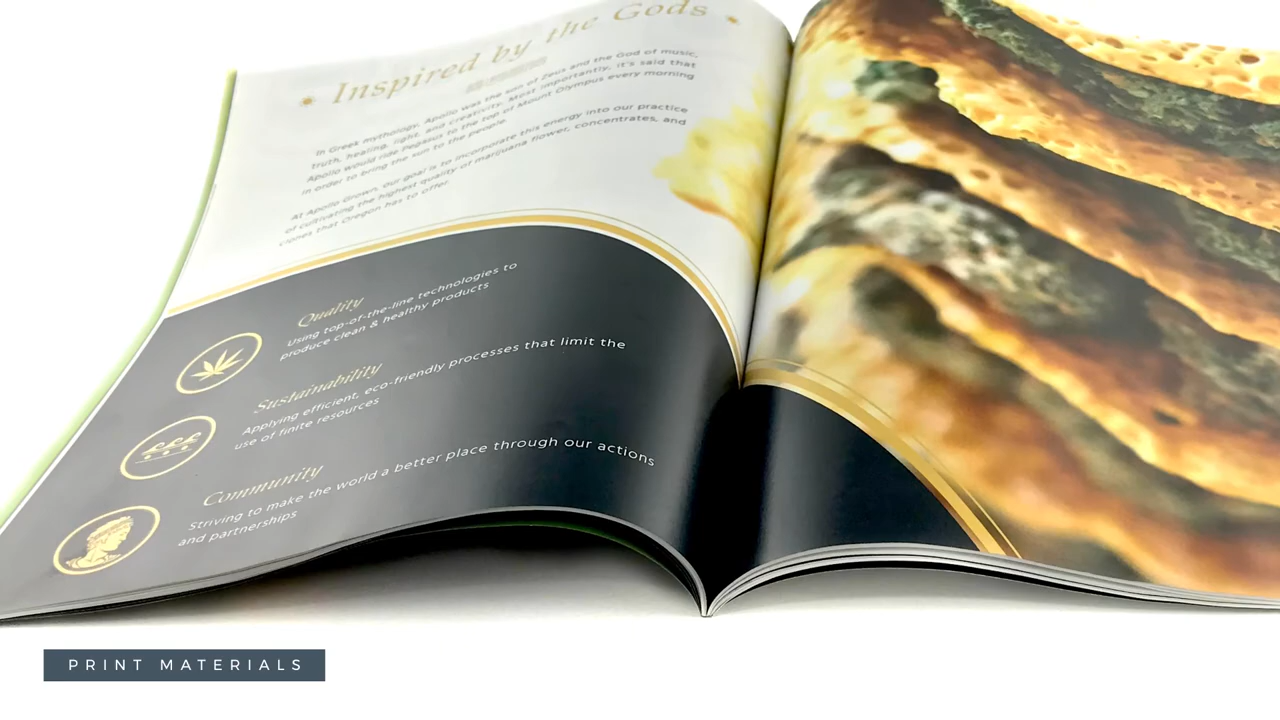 Inspired by the Gods
In Greek mythology, Apollo was the son of Zeus and the God of music,
truth, healing, light, and creativity. Most importantly, it's said that
Apollo would ride Pegasus to the top of Mount Olympus every morning
in order to bring the sun to the people.
At Apollo Grown, our goal is to incorporate this energy into our practice
of cultivating the highest quality of marijuana flower, concentrates, and
clones that Oregon has to offer.
Quality
Using top-of-the-line technologies to
produce clean & healthy products
Sustainability
Applying efficient, eco-friendly processes that limit the
use of finite resources
Community
Striving to make the world a better place through our actions
and partnerships
PRINT MATERIALS